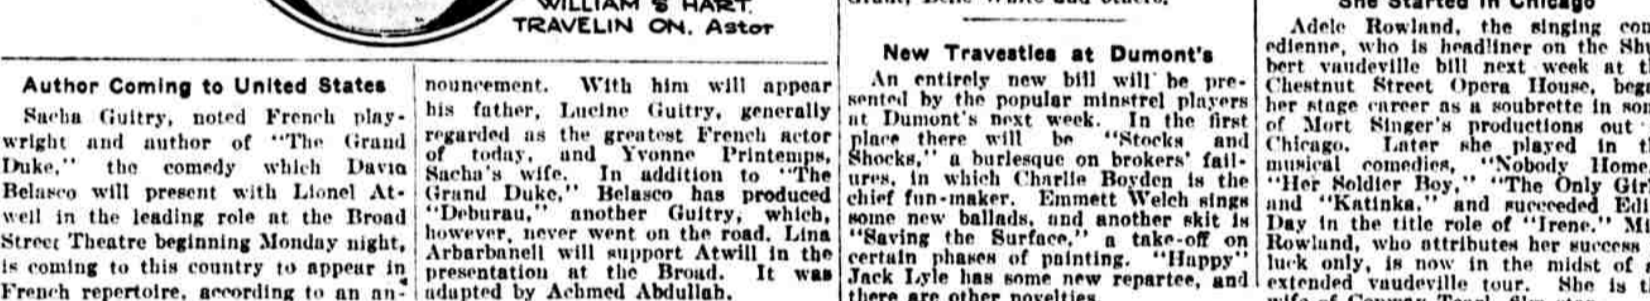 WILLIAM S HART.
TRAVELIN ON. Astor
Author Coming to United States
Sacha Guitry, noted French play-
wright and author of "The Grand
Duke," the comedy which David
Belasco will present with Lionel At-
well in the leading role at the Broad
Street Theatre beginning Monday night,
is coming to this country to appear in
French repertoire, according to an an-
nouncement. With him will appear
his father, Lucine Guitry, generally
regarded as the greatest French actor
of today, and Yvonne Printemps,
Sacha's wife. In addition to "The
Grand Duke," Belasco has produced
"Deburau," another Guitry, which,
however, never went on the road. Lina
Arbarbanell will support Atwill in the
presentation at the Broad. It was
adapted by Achmed Abdullah.
New Travesties at Dumont's
An entirely new bill will be pre-
sented by the popular minstrel players
at Dumont's next week. In the first
place there will be "Stocks and
Shocks," a burlesque on brokers' fail-
ures, in which Charlie Boyden is the
chief fun-maker. Emmett Welch sings
some new ballads, and another skit is
"Saving the Surface," a take-off on
certain phases of painting. "Happy"
Jack Lyle has some new repartee, and
there are other novelties.
She Started in Chicago
Adele Rowland, the singing com
edienne, who is headliner on the Shu
bert vaudeville bill next week at t
Chestnut Street Opera House, bega
her stage career as a soubrette in som
of Mort Singer's productions out
Chicago. Later she played in t
musical comedies, "Nobody Home,
"Her Soldier Boy," "The Only Gir
and "Katinka," and succeeded Edi
Day in the title role of "Irene." Mi
Rowland, who attributes her success
luck only, is now in the midst of
extended vaudeville tour. She is t